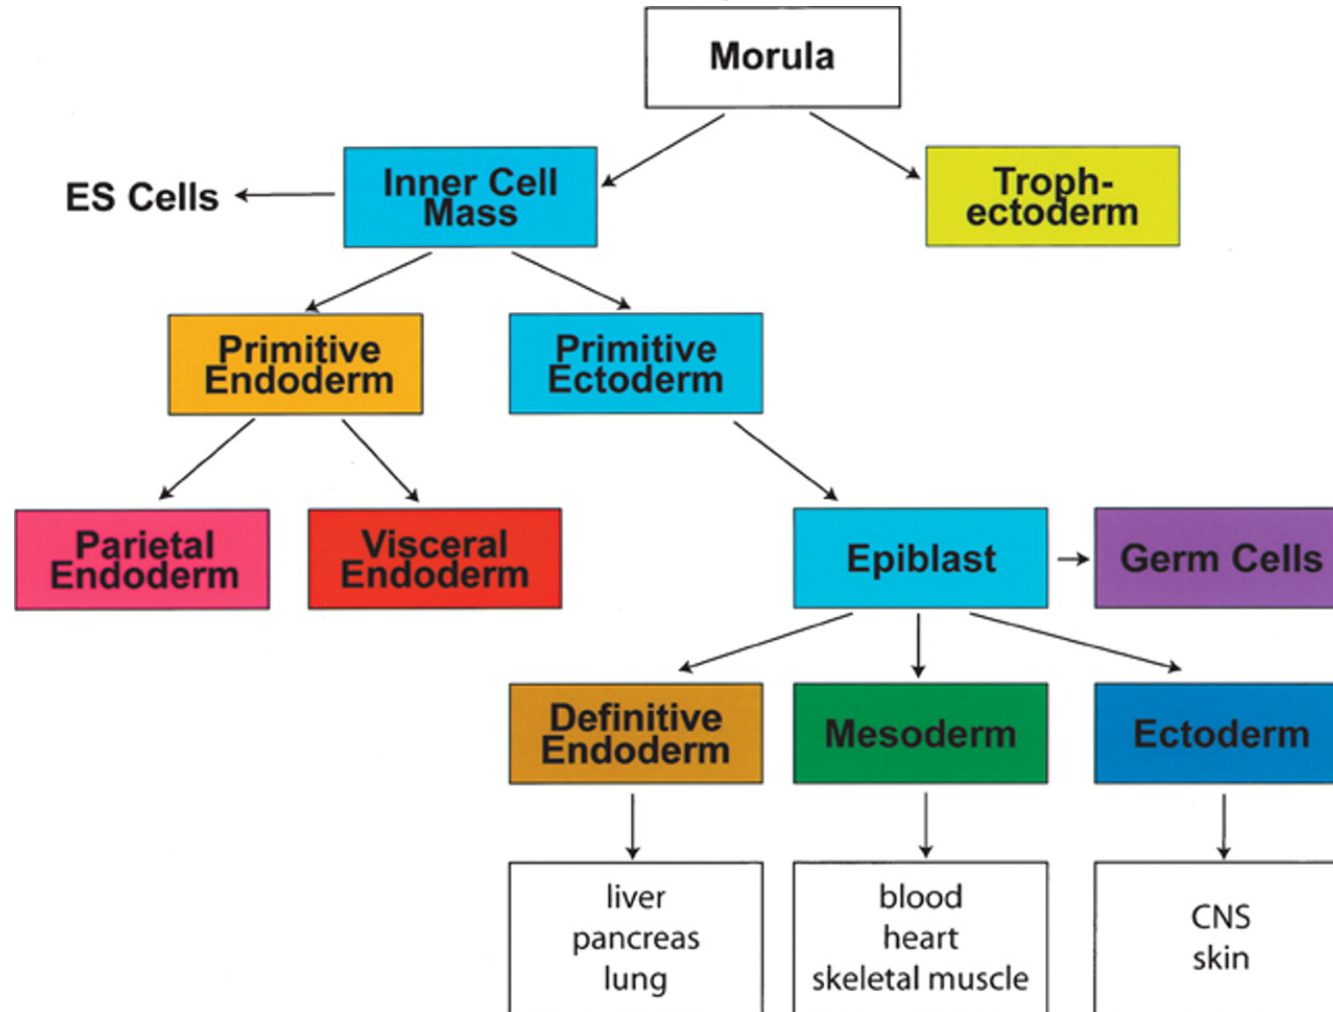 Morula
ES Cells
Inner Cell
Mass
Troph-
ectoderm
Primitive
Endoderm
Primitive
Ectoderm
Parietal
Endoderm
Visceral
Endoderm
Epiblast
Germ Cells
Definitive
Endoderm
Mesoderm
Ectoderm
liver
pancreas
lung
blood
heart
skeletal muscle
CNS
skin